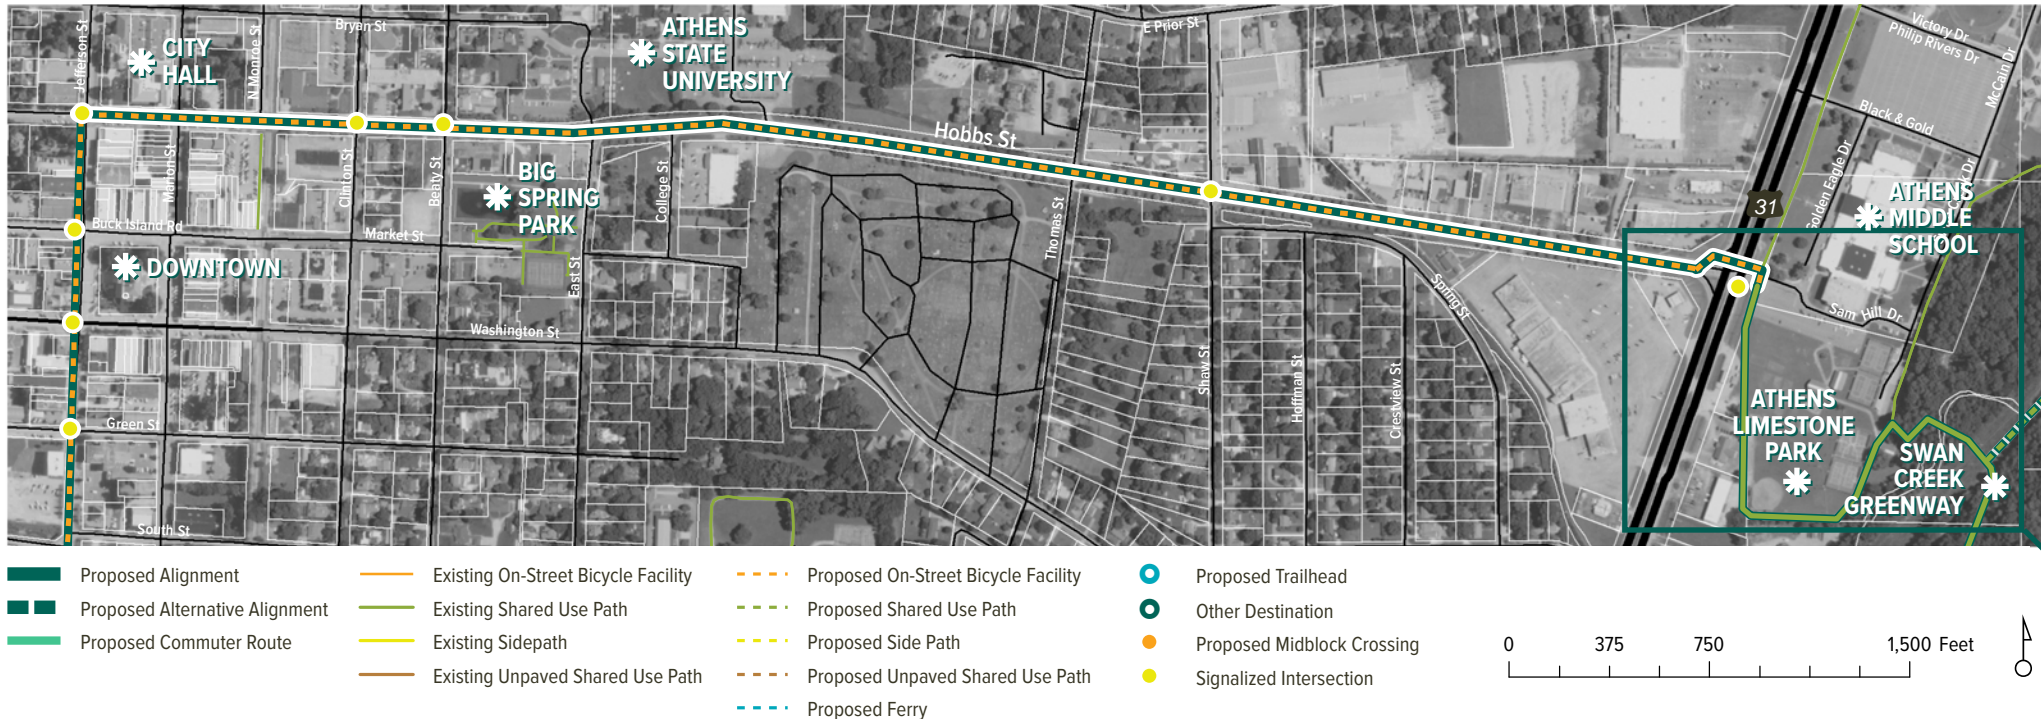 Jefferson St
CITY
HALL
N Monroe St
Bryan St
ATHENS
STATE
UNIVERSITY
E Prior St
Victory Dr
Philip Rivers Dr
McCain Dr
Black & Gold
Hobbs St
Marion St
Clinton St
Beaty St
BIG
SPRING
PARK
College St
Thomas St
Golden Eagle Dr
31
ATHENS
MIDDLE
SCHOOL
Buck Island Rd
Market St
DOWNTOWN
East St
Spring St
Sam Hill Dr
Washington St
Shaw St
Hoffman St
Crestview St
ATHENS
LIMESTONE
PARK
SWAN
CREEK
GREENWAY
Green St
South St
Proposed Alignment
Proposed Alternative Alignment
Proposed Commuter Route
Existing On-Street Bicycle Facility
Existing Shared Use Path
Existing Sidepath
Existing Unpaved Shared Use Path
Proposed On-Street Bicycle Facility
Proposed Shared Use Path
Proposed Side Path
Proposed Unpaved Shared Use Path
Proposed Ferry
Proposed Trailhead
Other Destination
Proposed Midblock Crossing
Signalized Intersection
0 375 750 1,500 Feet